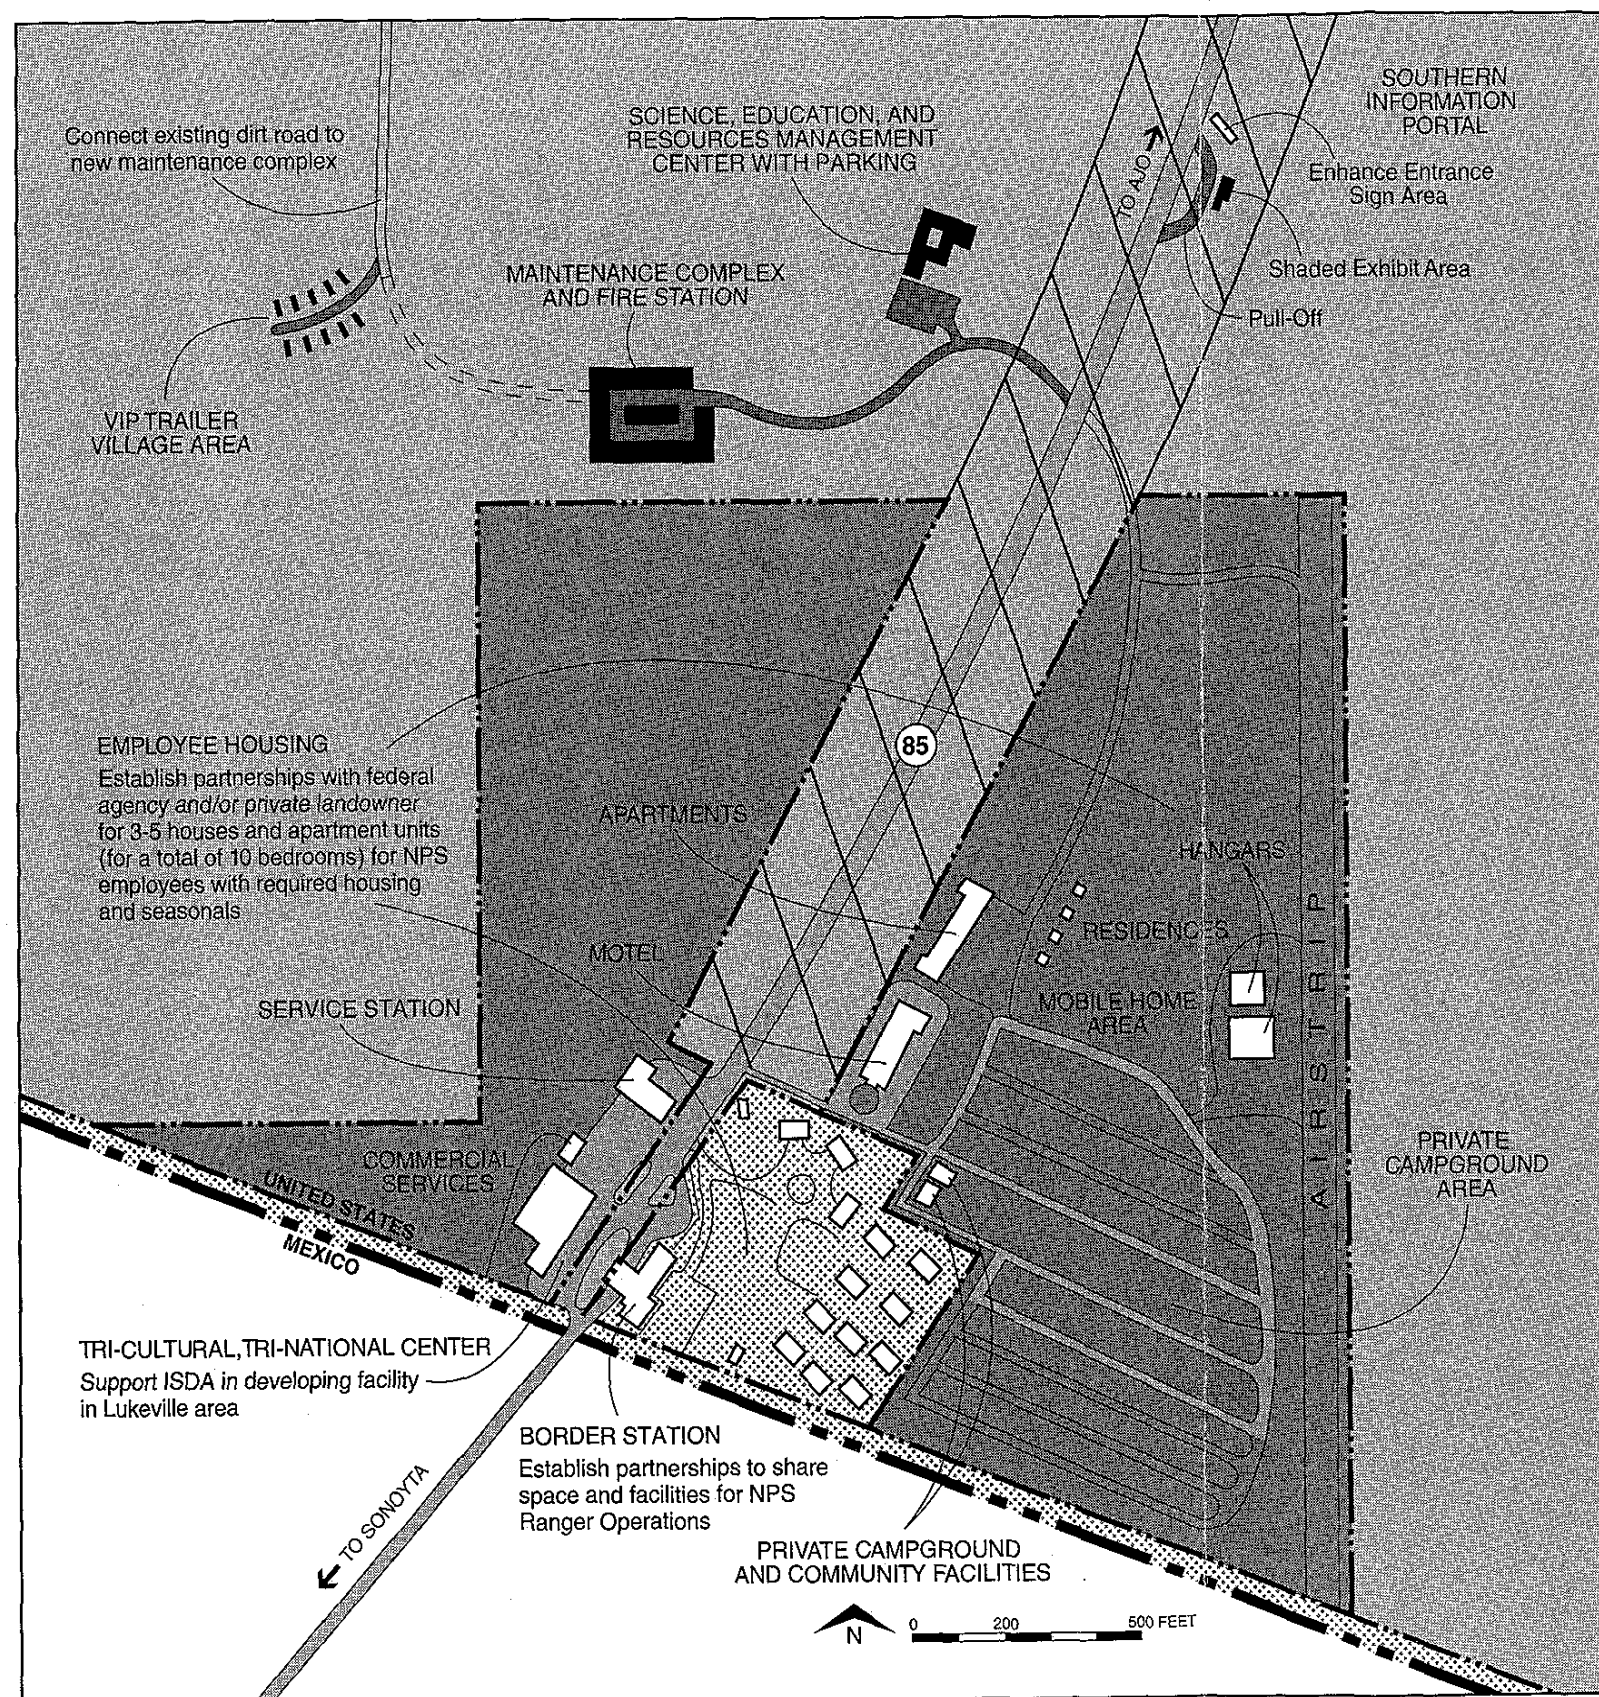 SOUTHERN
INFORMATION
PORTAL
SCIENCE, EDUCATION, AND
RESOURCES MANAGEMENT
CENTER WITH PARKING
Connect existing dirt road to
new maintenance complex
TO AJO
Enhance Entrance
Sign Area
Shaded Exhibit Area
Pull-Off
MAINTENANCE COMPLEX
AND FIRE STATION
VIP TRAILER
VILLAGE AREA
85
EMPLOYEE HOUSING
Establish partnerships with federal
agency and/or private landowner
for 3-5 houses and apartment units
(for a total of 10 bedrooms) for NPS
employees with required housing
and seasonals
APARTMENTS
HANGARS
RESIDENCES
MOTEL
SERVICE STATION
MOBILE HOME
AREA
AIRSTRIP
COMMERCIAL
SERVICES
PRIVATE
CAMPGROUND
AREA
UNITED STATES
MEXICO
TRI-CULTURAL, TRI-NATIONAL CENTER
Support ISDA in developing facility
in Lukeville area
BORDER STATION
Establish partnerships to share
space and facilities for NPS
Ranger Operations
TO SONOYTA
PRIVATE CAMPGROUND
AND COMMUNITY FACILITIES
N
0 200 500 FEET